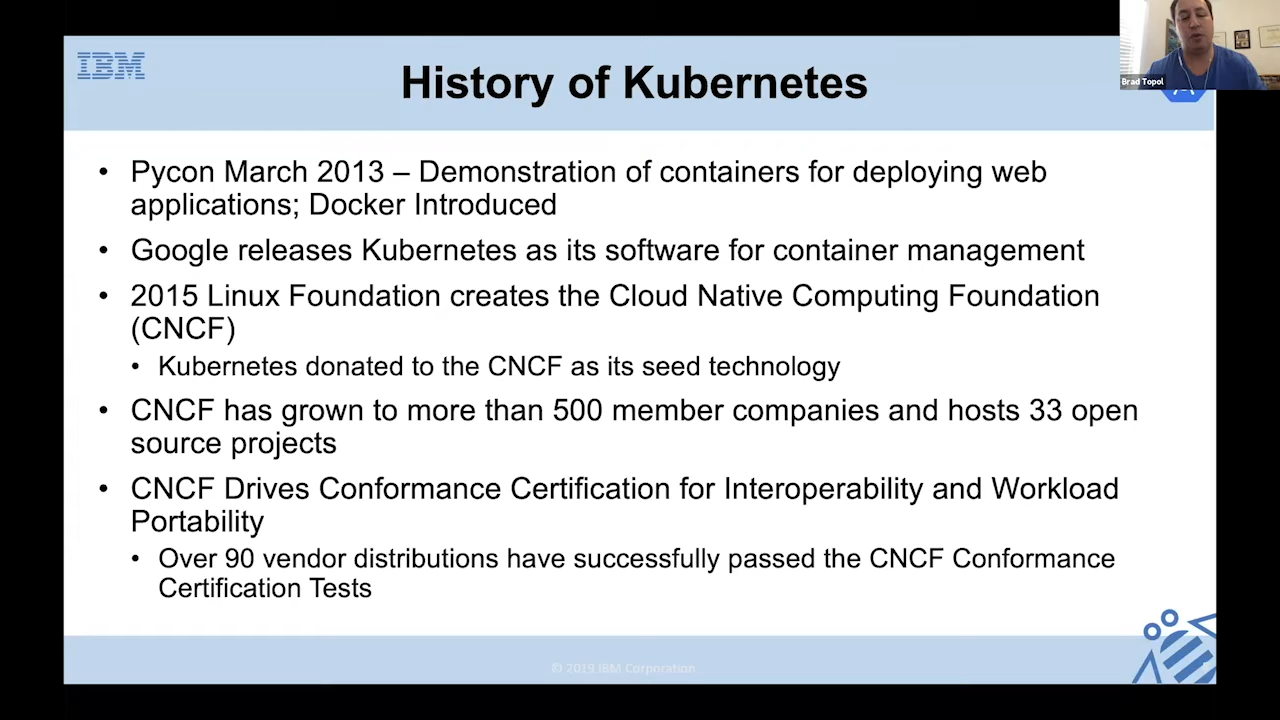 IBM
History of Kubernetes
Brad Topol
• Pycon March 2013 – Demonstration of containers for deploying web
applications; Docker Introduced
• Google releases Kubernetes as its software for container management
• 2015 Linux Foundation creates the Cloud Native Computing Foundation
(CNCF)
• Kubernetes donated to the CNCF as its seed technology
• CNCF has grown to more than 500 member companies and hosts 33 open
source projects
• CNCF Drives Conformance Certification for Interoperability and Workload
Portability
• Over 90 vendor distributions have successfully passed the CNCF Conformance
Certification Tests
© 2019 IBM Corporation